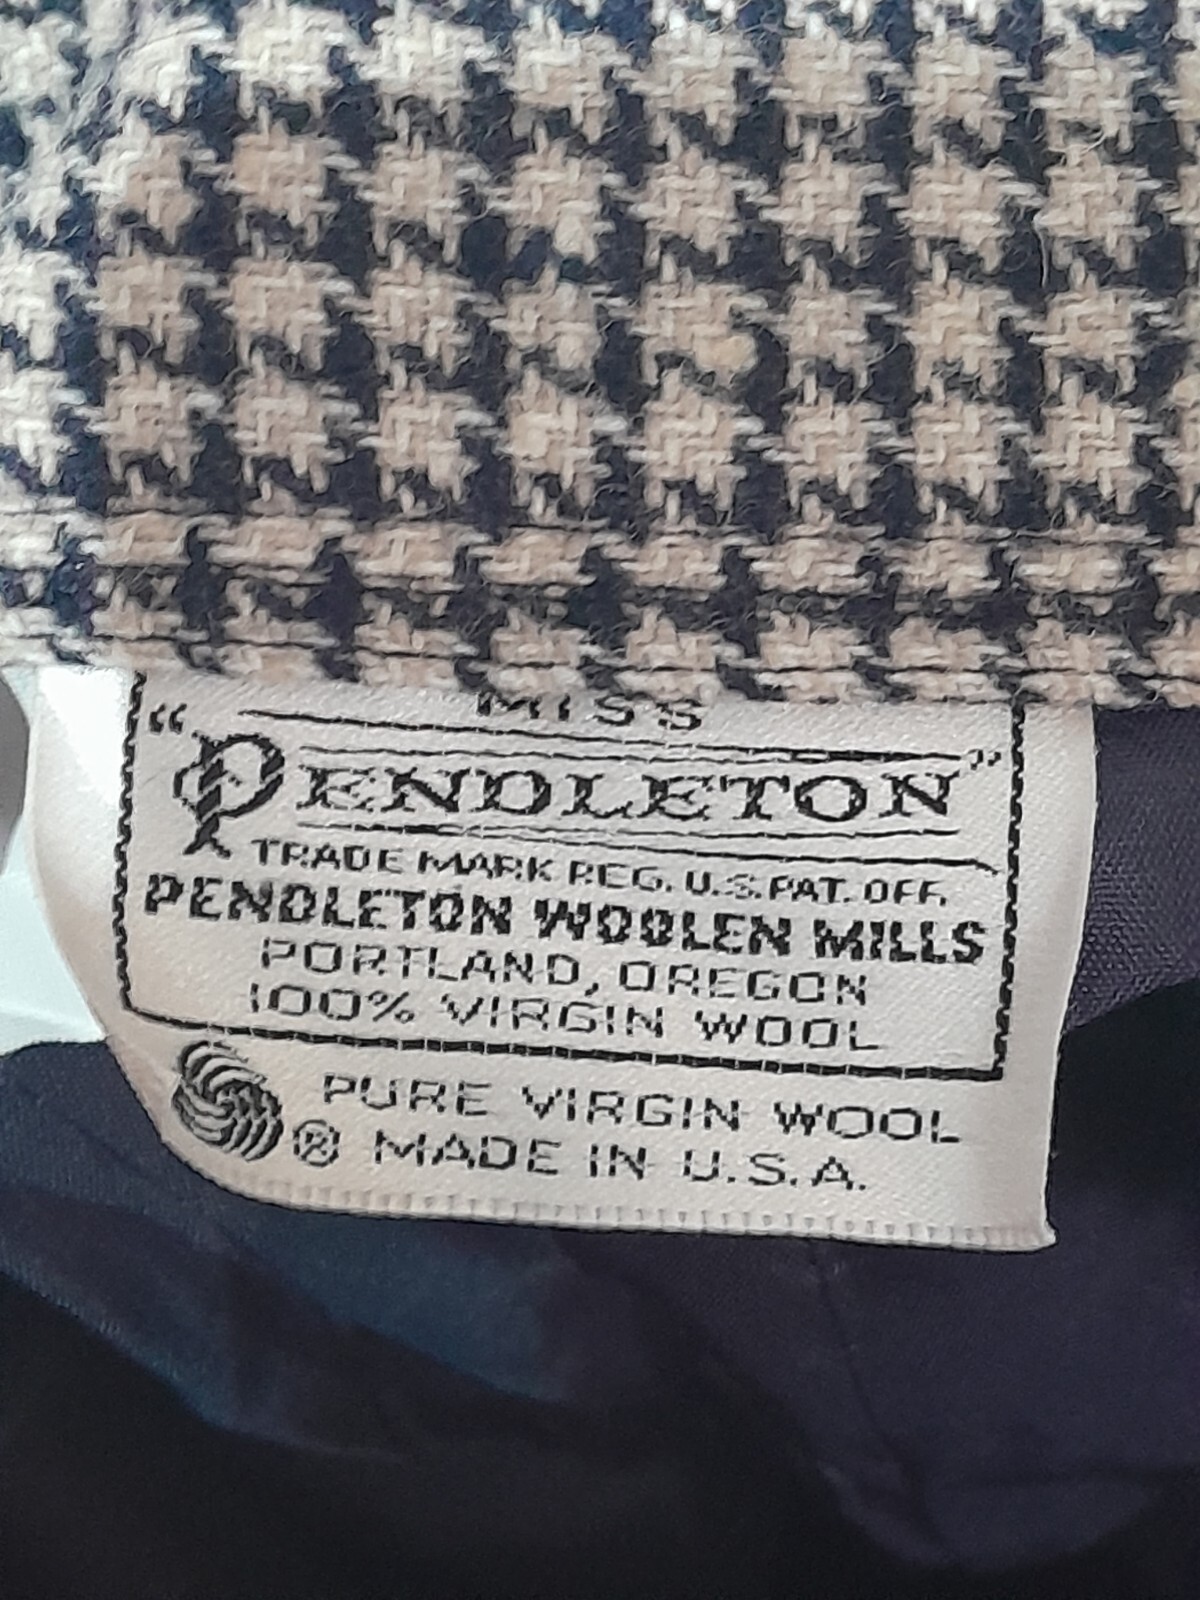 MISS
"PENDLETON"
TRADE MARK REG. U.S. PAT. OFF.
PENDLETON WOOLEN MILLS
PORTLAND, OREGON
100% VIRGIN WOOL
PURE VIRGIN WOOL
® MADE IN U.S.A.